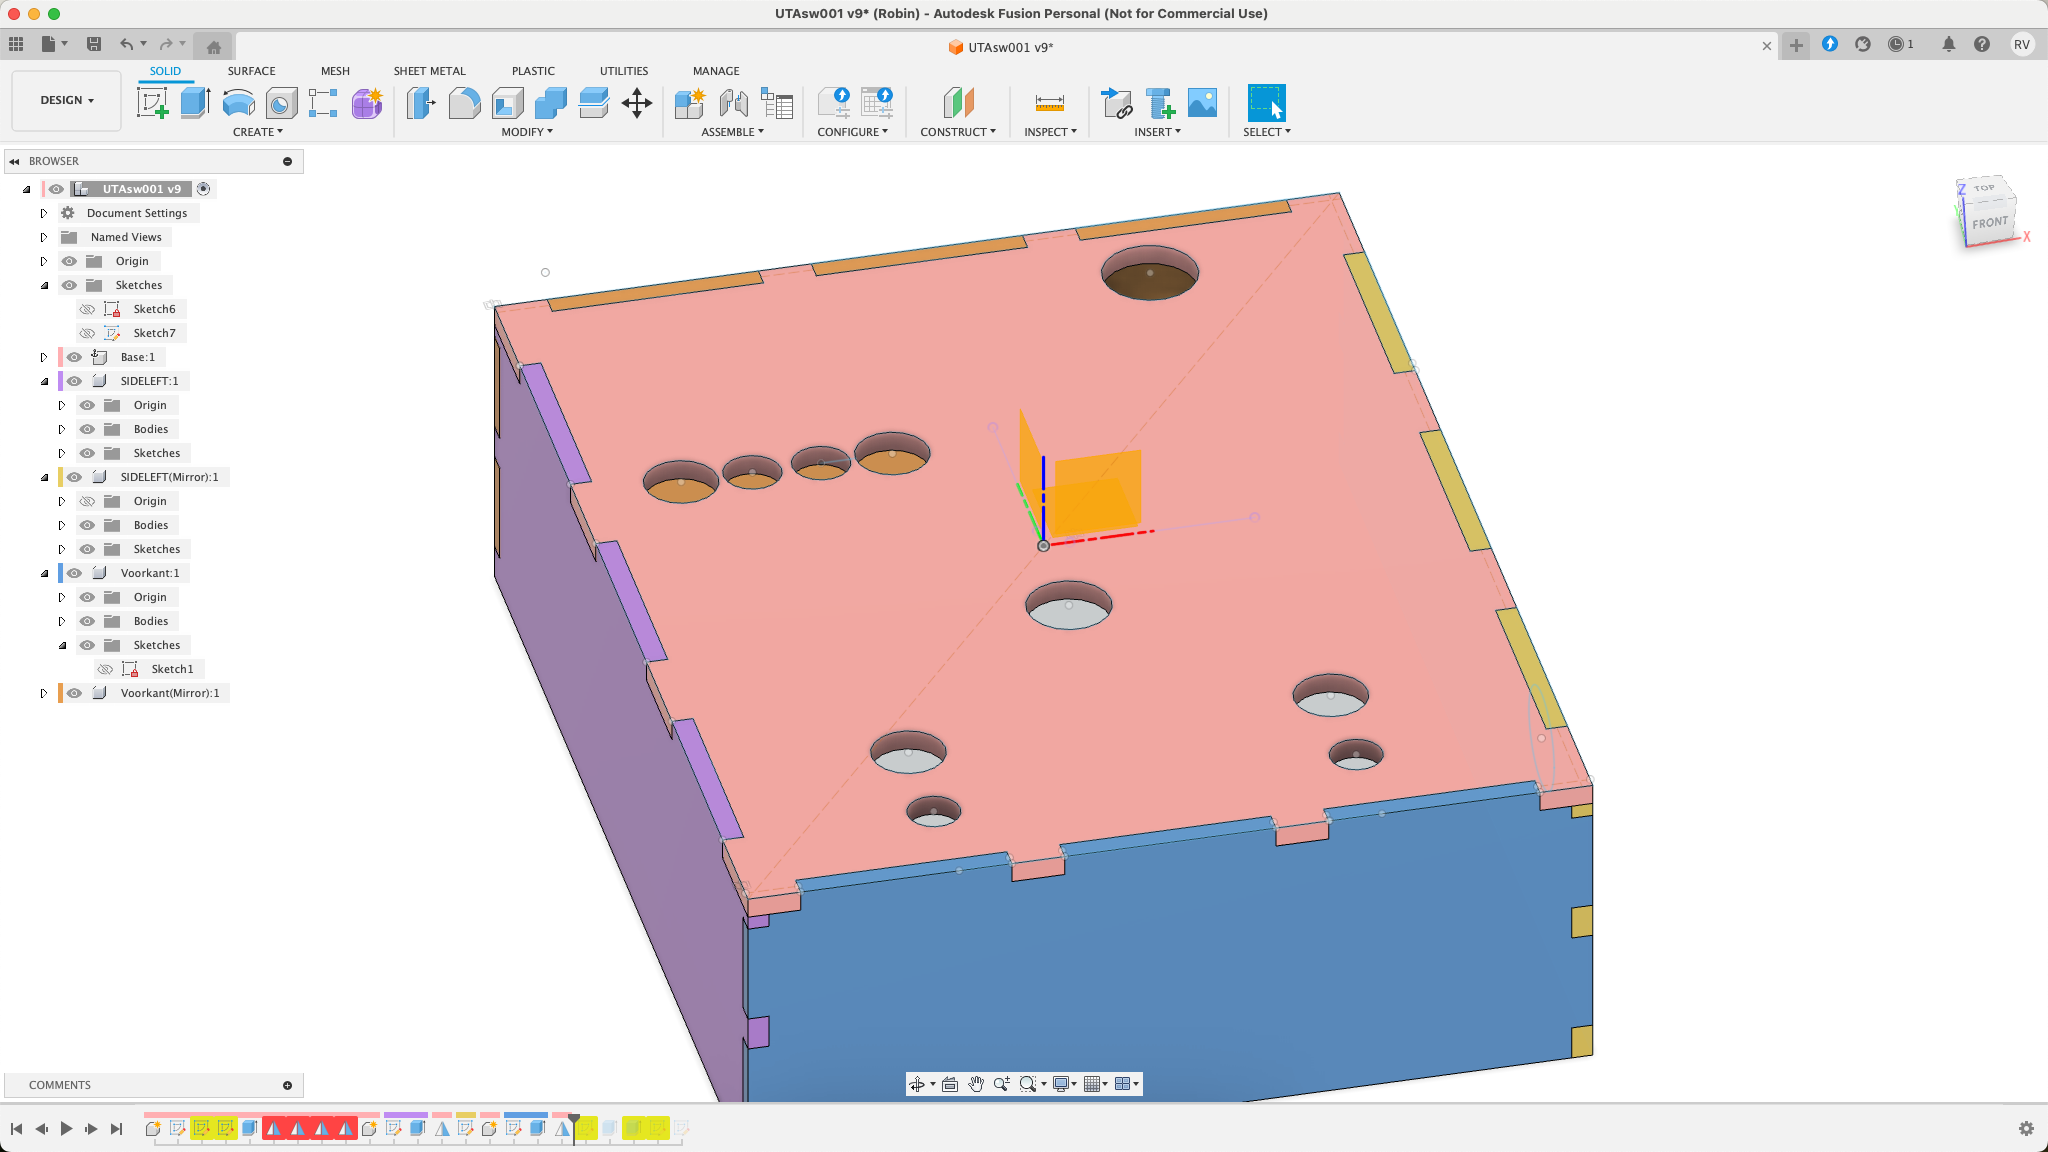 UTAsw001 v9* (Robin) - Autodesk Fusion Personal (Not for Commercial Use)
UTAsw001 v9*
1
RV
DESIGN
SOLID SURFACE MESH SHEET METAL PLASTIC UTILITIES MANAGE
CREATE MODIFY ASSEMBLE CONFIGURE CONSTRUCT INSPECT INSERT SELECT
BROWSER
UTAsw001 v9
Document Settings
Named Views
Origin
Sketches
Sketch6
Sketch7
Base:1
SIDELEFT:1
Origin
Bodies
Sketches
SIDELEFT(Mirror):1
Origin
Bodies
Sketches
Voorkant:1
Origin
Bodies
Sketches
Sketch1
Voorkant(Mirror):1
Z
TOP
FRONT
X
COMMENTS